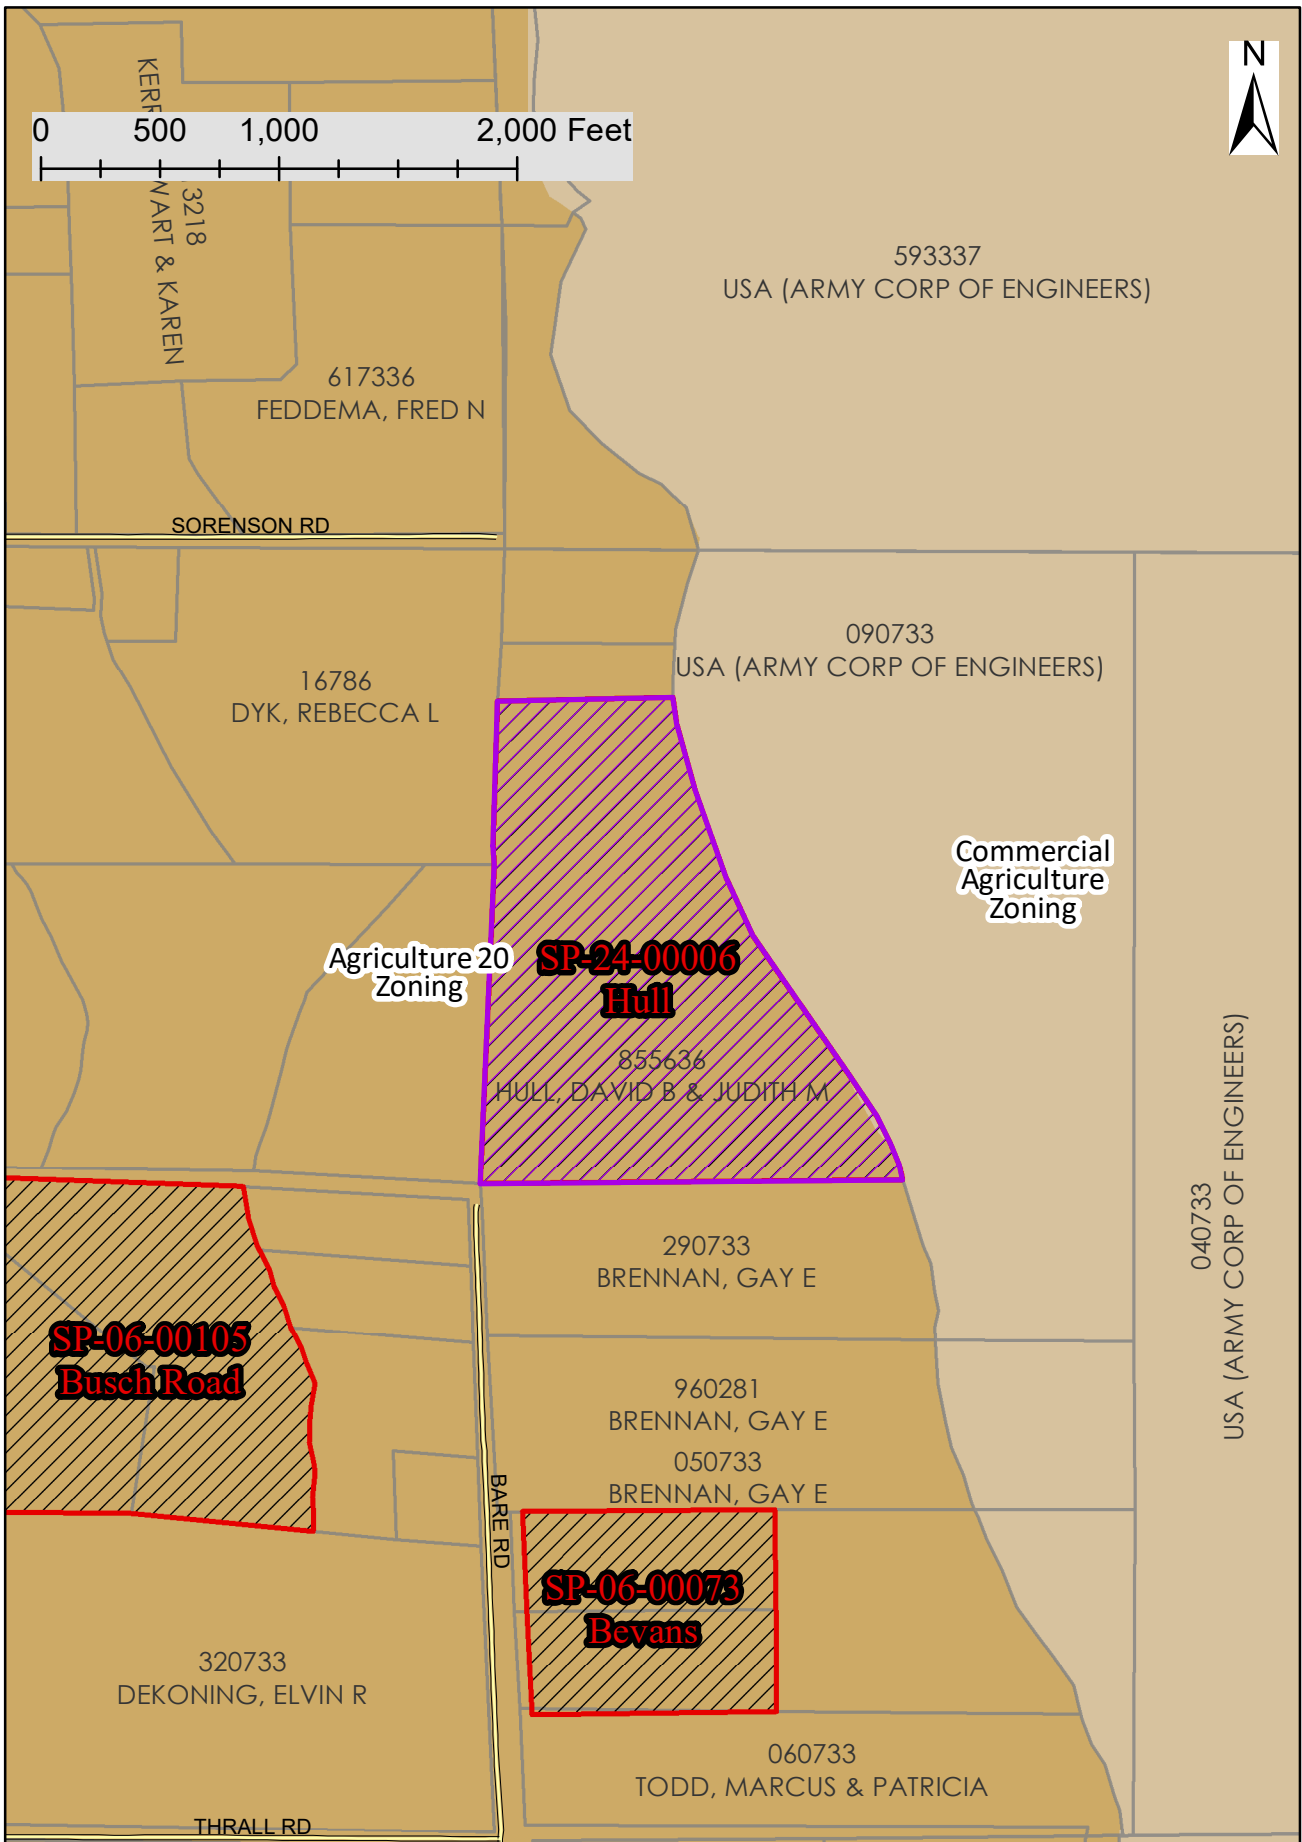 N
0 500 1,000 2,000 Feet
3218
WART & KAREN
593337
USA (ARMY CORP OF ENGINEERS)
617336
FEDDEMA, FRED N
SORENSON RD
090733
USA (ARMY CORP OF ENGINEERS)
16786
DYK, REBECCA L
Commercial
Agriculture
Zoning
Agriculture 20
Zoning
SP-24-00006
Hull
855636
HULL, DAVID B & JUDITH M
040733
USA (ARMY CORP OF ENGINEERS)
290733
BRENNAN, GAY E
SP-06-00105
Busch Road
960281
BRENNAN, GAY E
050733
BRENNAN, GAY E
BARE RD
SP-06-00073
Bevans
320733
DEKONING, ELVIN R
060733
TODD, MARCUS & PATRICIA
THRALL RD